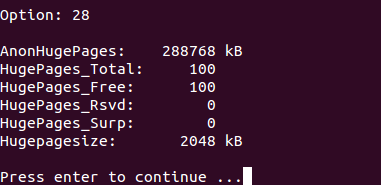 Option: 28
AnonHugePages:    288768 kB
HugePages_Total:     100
HugePages_Free:      100
HugePages_Rsvd:        0
HugePages_Surp:        0
Hugepagesize:       2048 kB
Press enter to continue ...